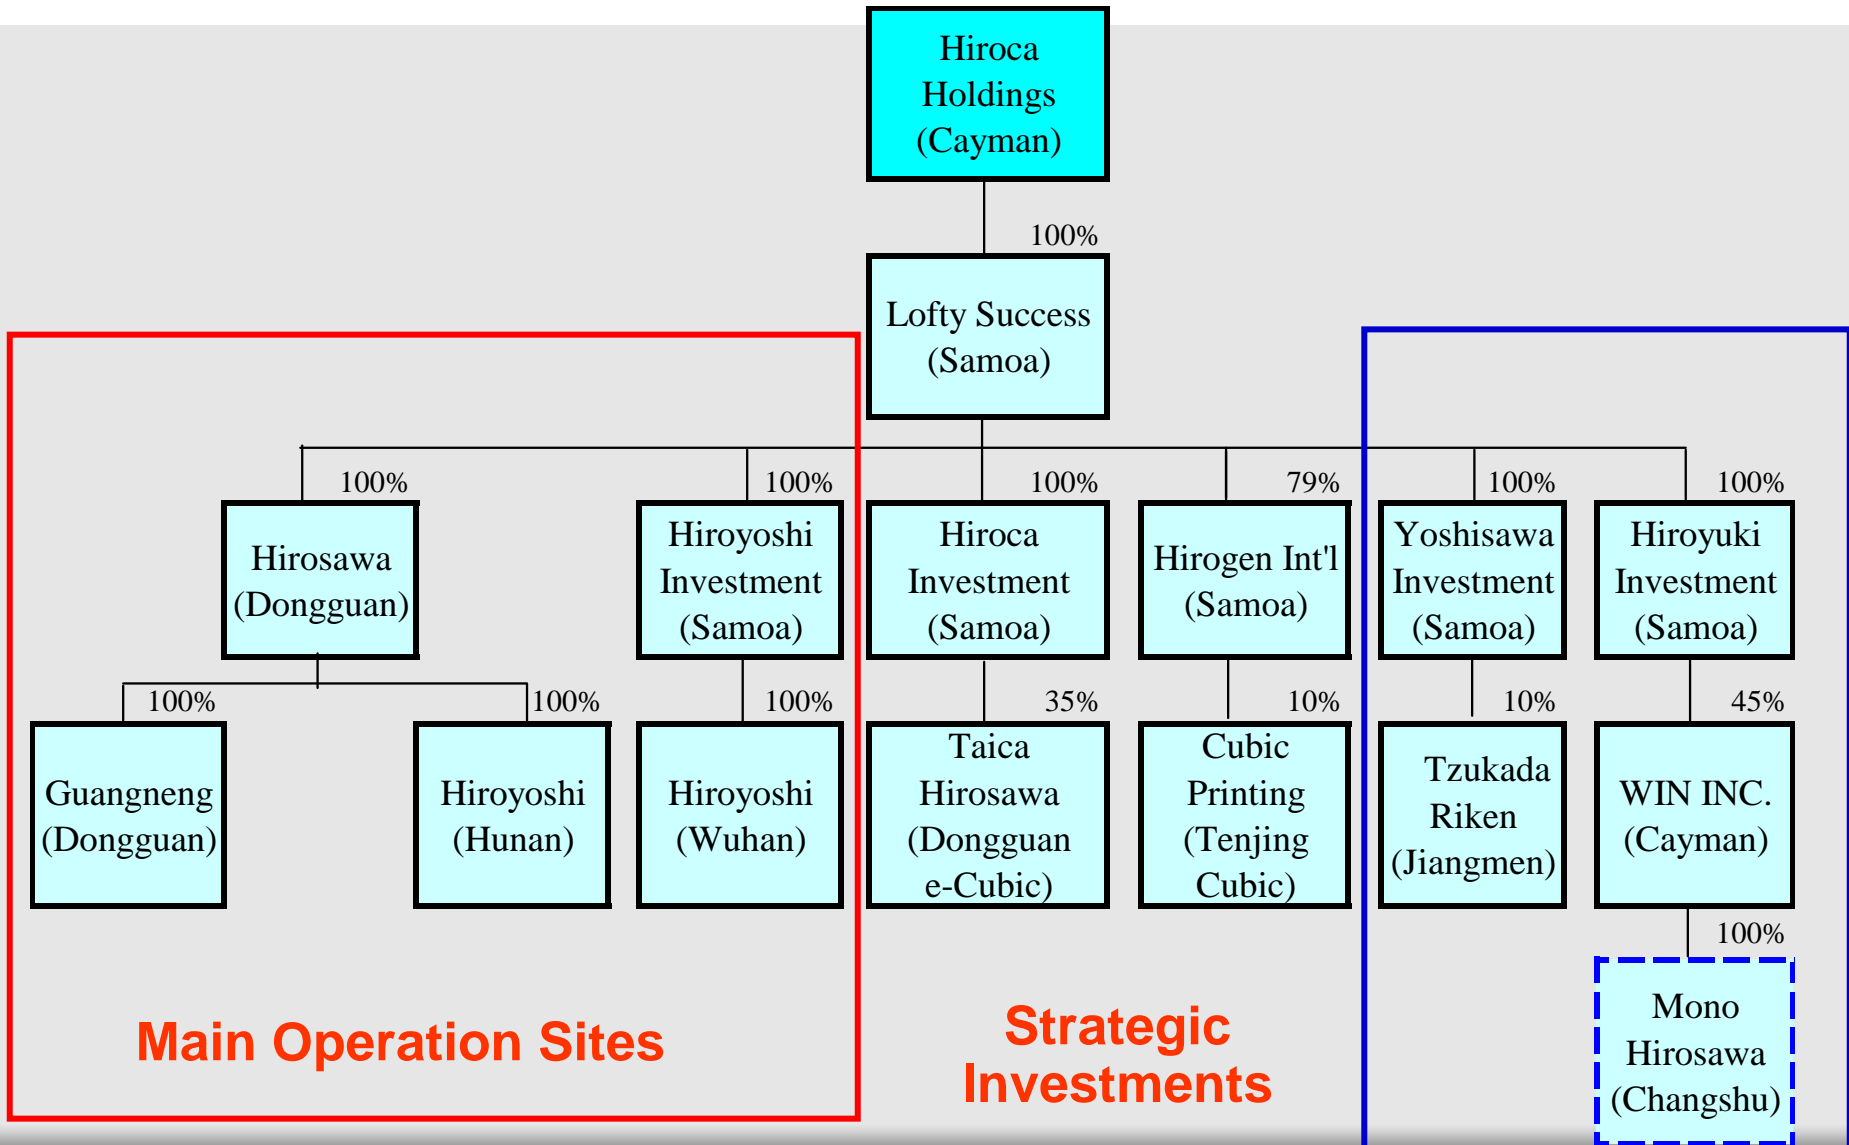 Hiroca
Holdings
(Cayman)
100%
Lofty Success
(Samoa)
100%
100%
100%
79%
100%
100%
Hirosawa
(Dongguan)
Hiroyoshi
Investment
(Samoa)
Hiroca
Investment
(Samoa)
Hirogen Int'l
(Samoa)
Yoshisawa
Investment
(Samoa)
Hiroyuki
Investment
(Samoa)
100%
100%
100%
35%
10%
10%
45%
Guangneng
(Dongguan)
Hiroyoshi
(Hunan)
Hiroyoshi
(Wuhan)
Taica
Hirosawa
(Dongguan
e-Cubic)
Cubic
Printing
(Tenjing
Cubic)
Tzukada
Riken
(Jiangmen)
WIN INC.
(Cayman)
100%
Mono
Hirosawa
(Changshu)
Main Operation Sites
Strategic
Investments